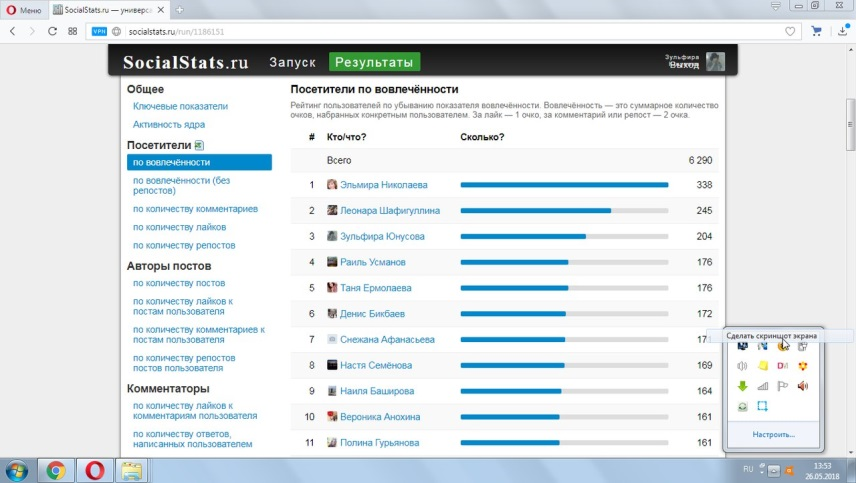 Меню
SocialStats.ru — универс
VPN
socialstats.ru/run/1186151
SocialStats.ru
Запуск
Результаты
Зульфира
Выход
Общее
Ключевые показатели
Активность ядра
Посетители
по вовлечённости
по вовлечённости (без
репостов)
по количеству комментариев
по количеству лайков
по количеству репостов
Авторы постов
по количеству постов
по количеству лайков к
постам пользователя
по количеству комментариев к
постам пользователя
по количеству репостов
постов пользователя
Комментаторы
по количеству лайков к
комментариям пользователя
по количеству ответов,
написанных пользователем
Посетители по вовлечённости
Рейтинг пользователей по убыванию показателя вовлечённости. Вовлечённость — это суммарное количество
очков, набранных конкретным пользователем. За лайк — 1 очко, за комментарий или репост — 2 очка.
# Кто/что? Сколько?
Всего 6 290
1 Эльмира Николаева 338
2 Леонара Шафигуллина 245
3 Зульфира Юнусова 204
4 Раиль Усманов 176
5 Таня Ермолаева 176
6 Денис Бикбаев 172
7 Снежана Афанасьева
8 Настя Семёнова 169
9 Наиля Баширова 164
10 Вероника Анохина 161
11 Полина Гурьянова 161
Сделать скриншот экрана
Настроить...
RU
13:53
26.05.2018